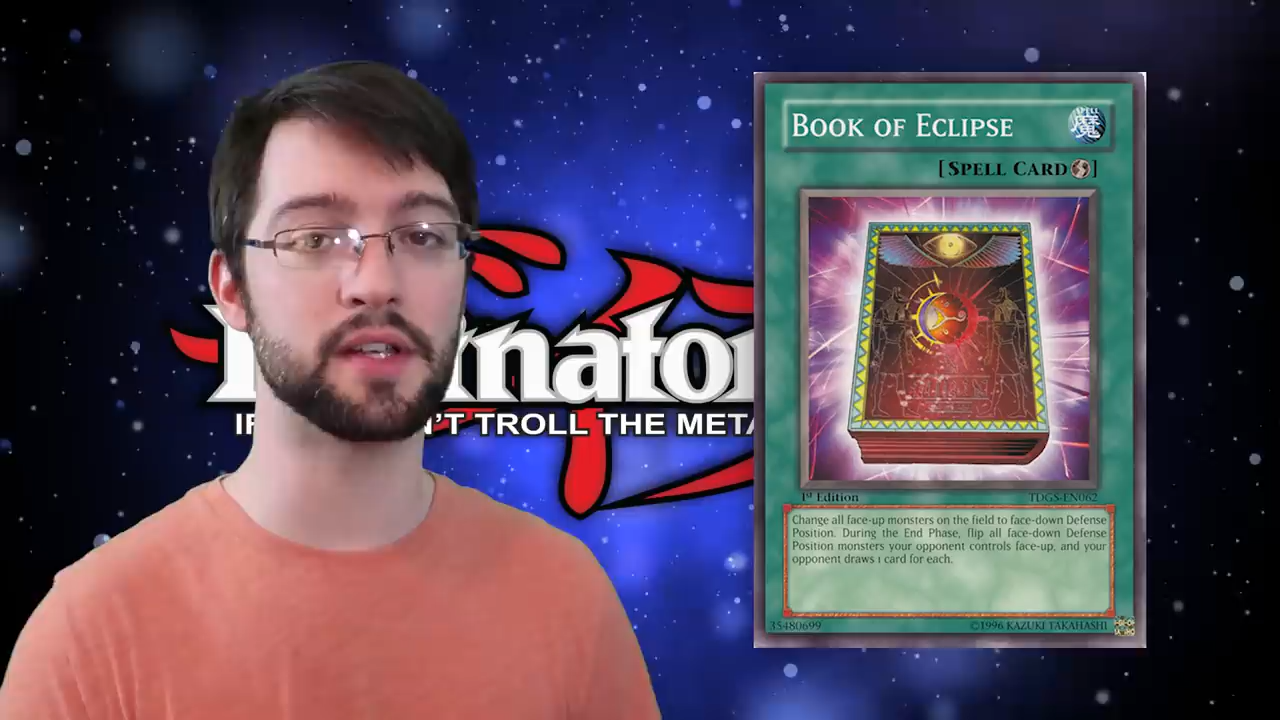 BOOK OF ECLIPSE
[SPELL CARD]
1st Edition
TDGS-EN062
Change all face-up monsters on the field to face-down Defense
Position. During the End Phase, flip all face-down Defense
Position monsters your opponent controls face-up, and your
opponent draws 1 card for each.
35480699
©1996 KAZUKI TAKAHASHI
'T TROLL THE META